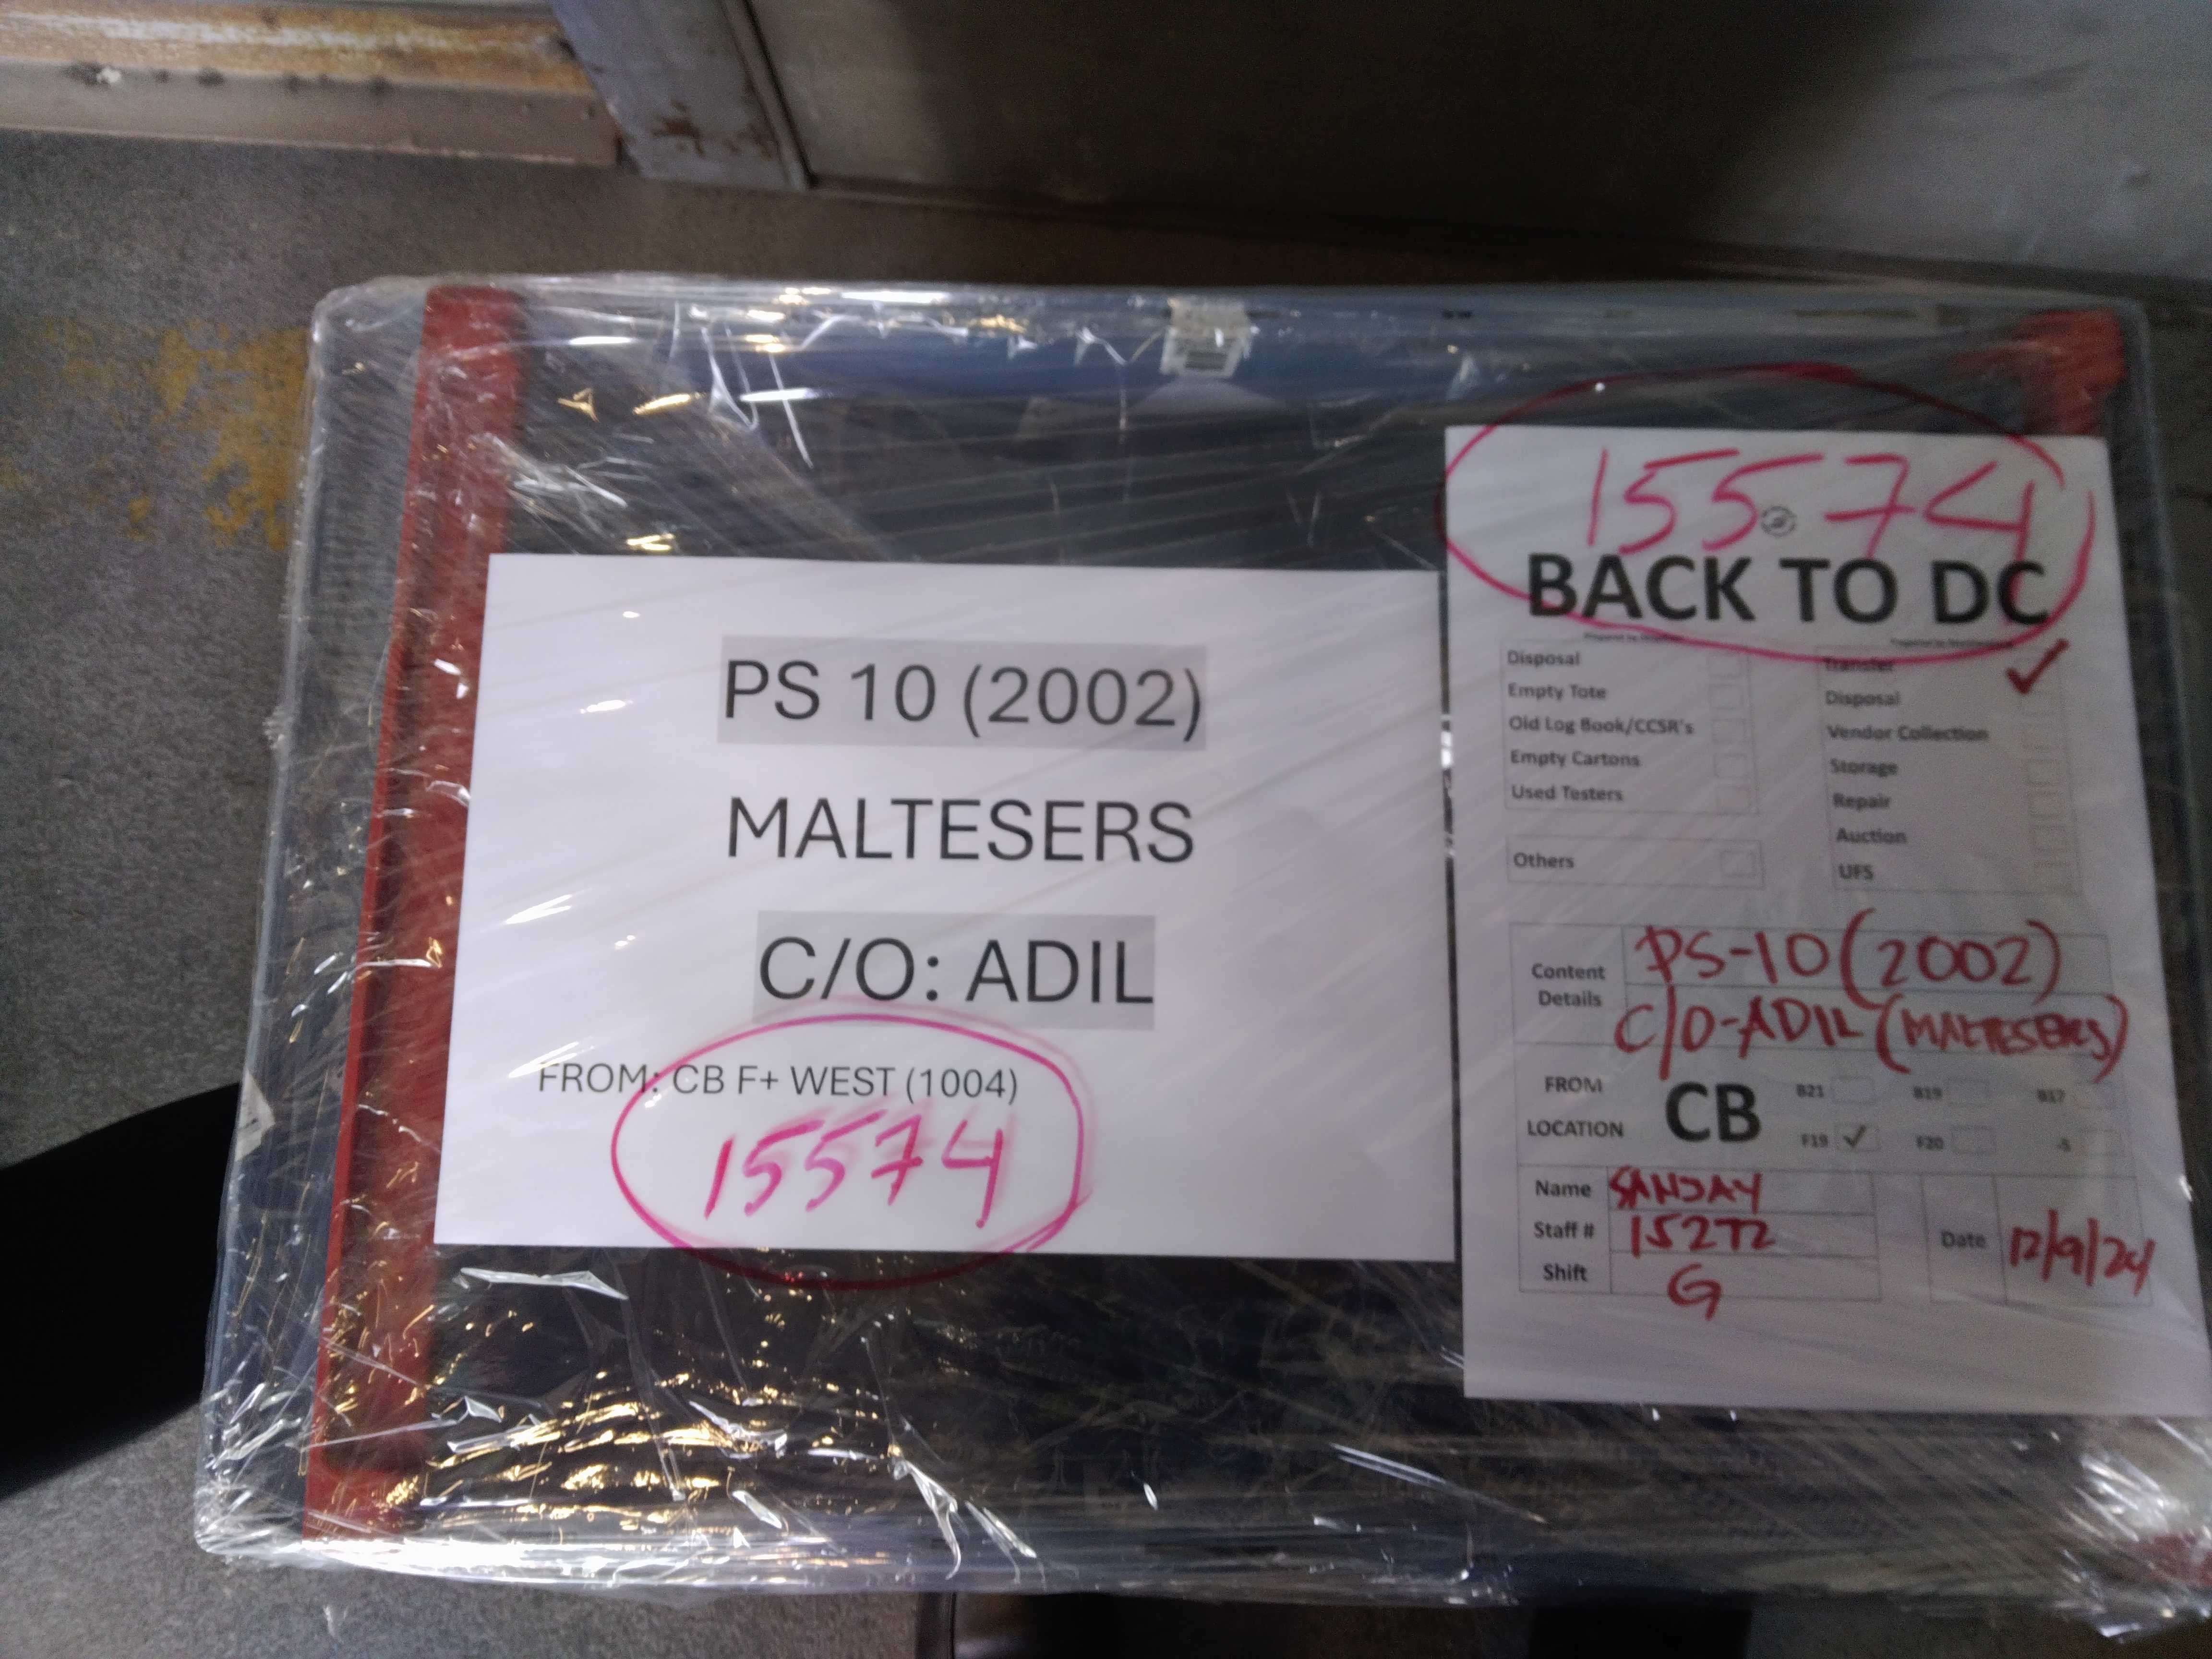 PS 10 (2002)
MALTESERS
C/O: ADIL
FROM: CB F+ WEST (1004)
15574
15574
BACK TO DC
Disposal
Empty Tote
Old Log Book/CCSR's
Empty Cartons
Used Testers
Others
Transfer ✓
Disposal
Vendor Collection
Storage
Repair
Auction
UFS
Content Details
PS-10 (2002)
C/O-ADIL (MALTESERS)
FROM LOCATION CB
B21 B19 B17
F19 ✓ F20 -5
Name SANJAY
Staff # 15272
Shift G
Date 12/9/24